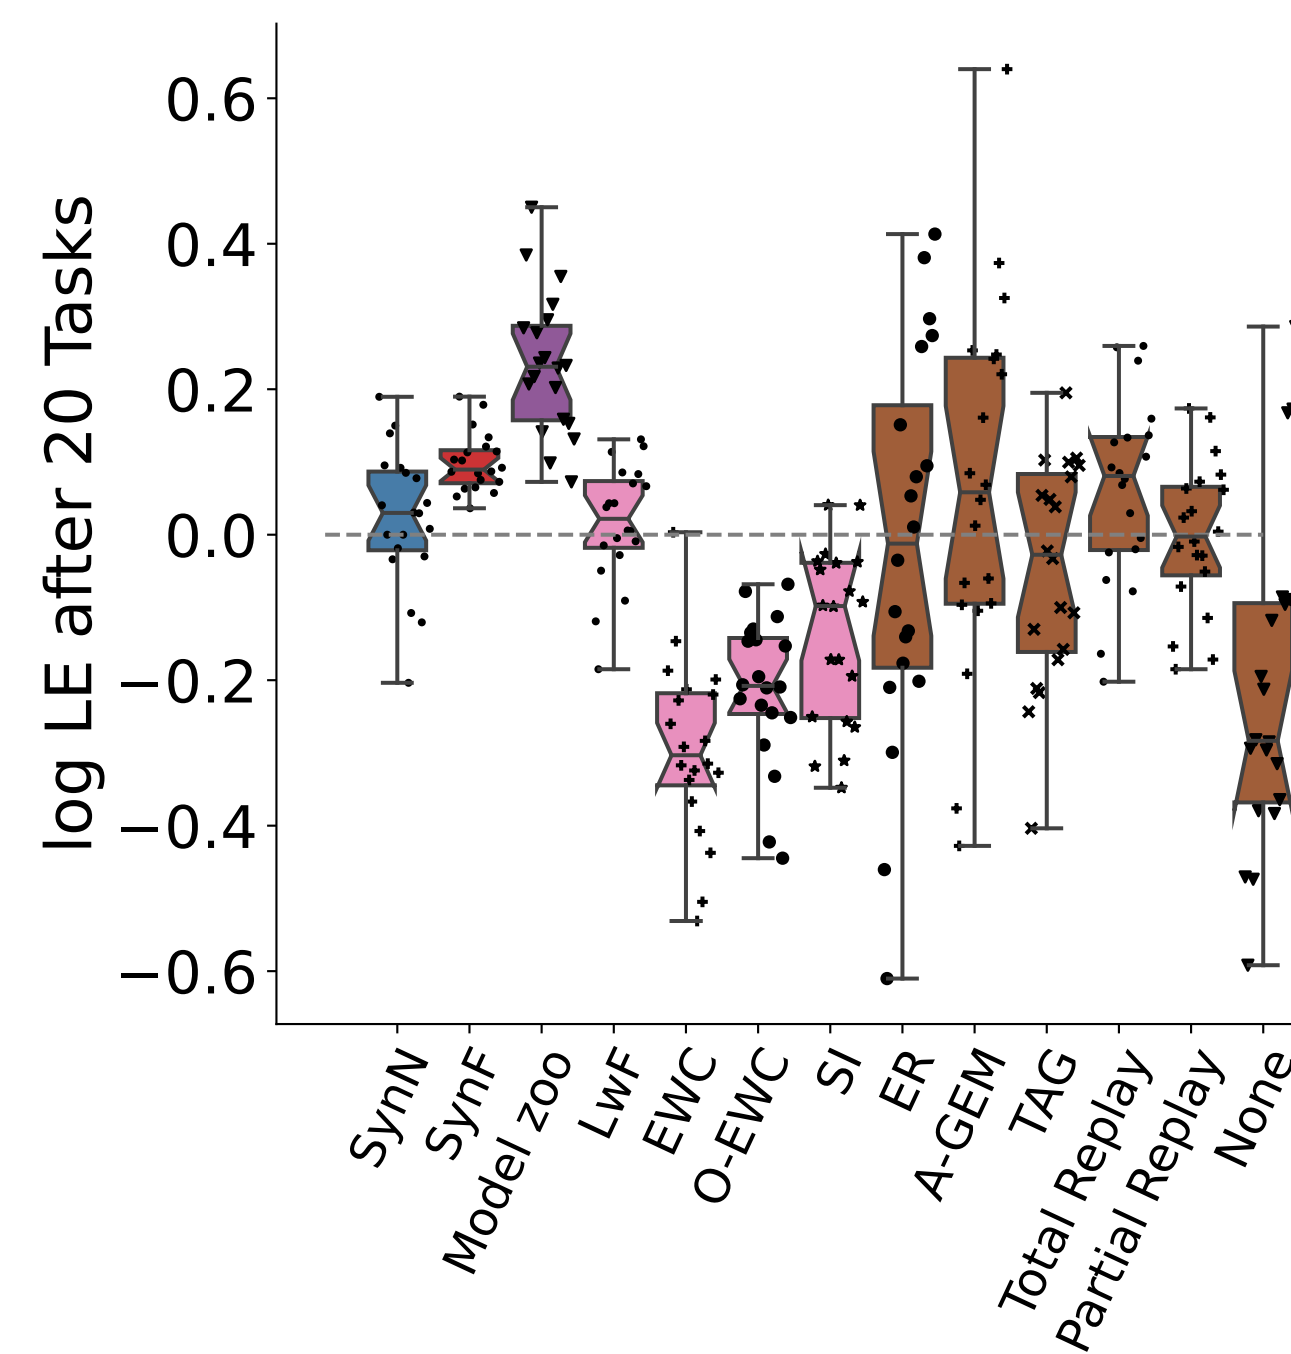 log LE after 20 Tasks
0.6
0.4
0.2
0.0
−0.2
−0.4
−0.6
SynN
SynF
Model zoo
LwF
EWC
O-EWC
SI
ER
A-GEM
TAG
Total Replay
Partial Replay
None